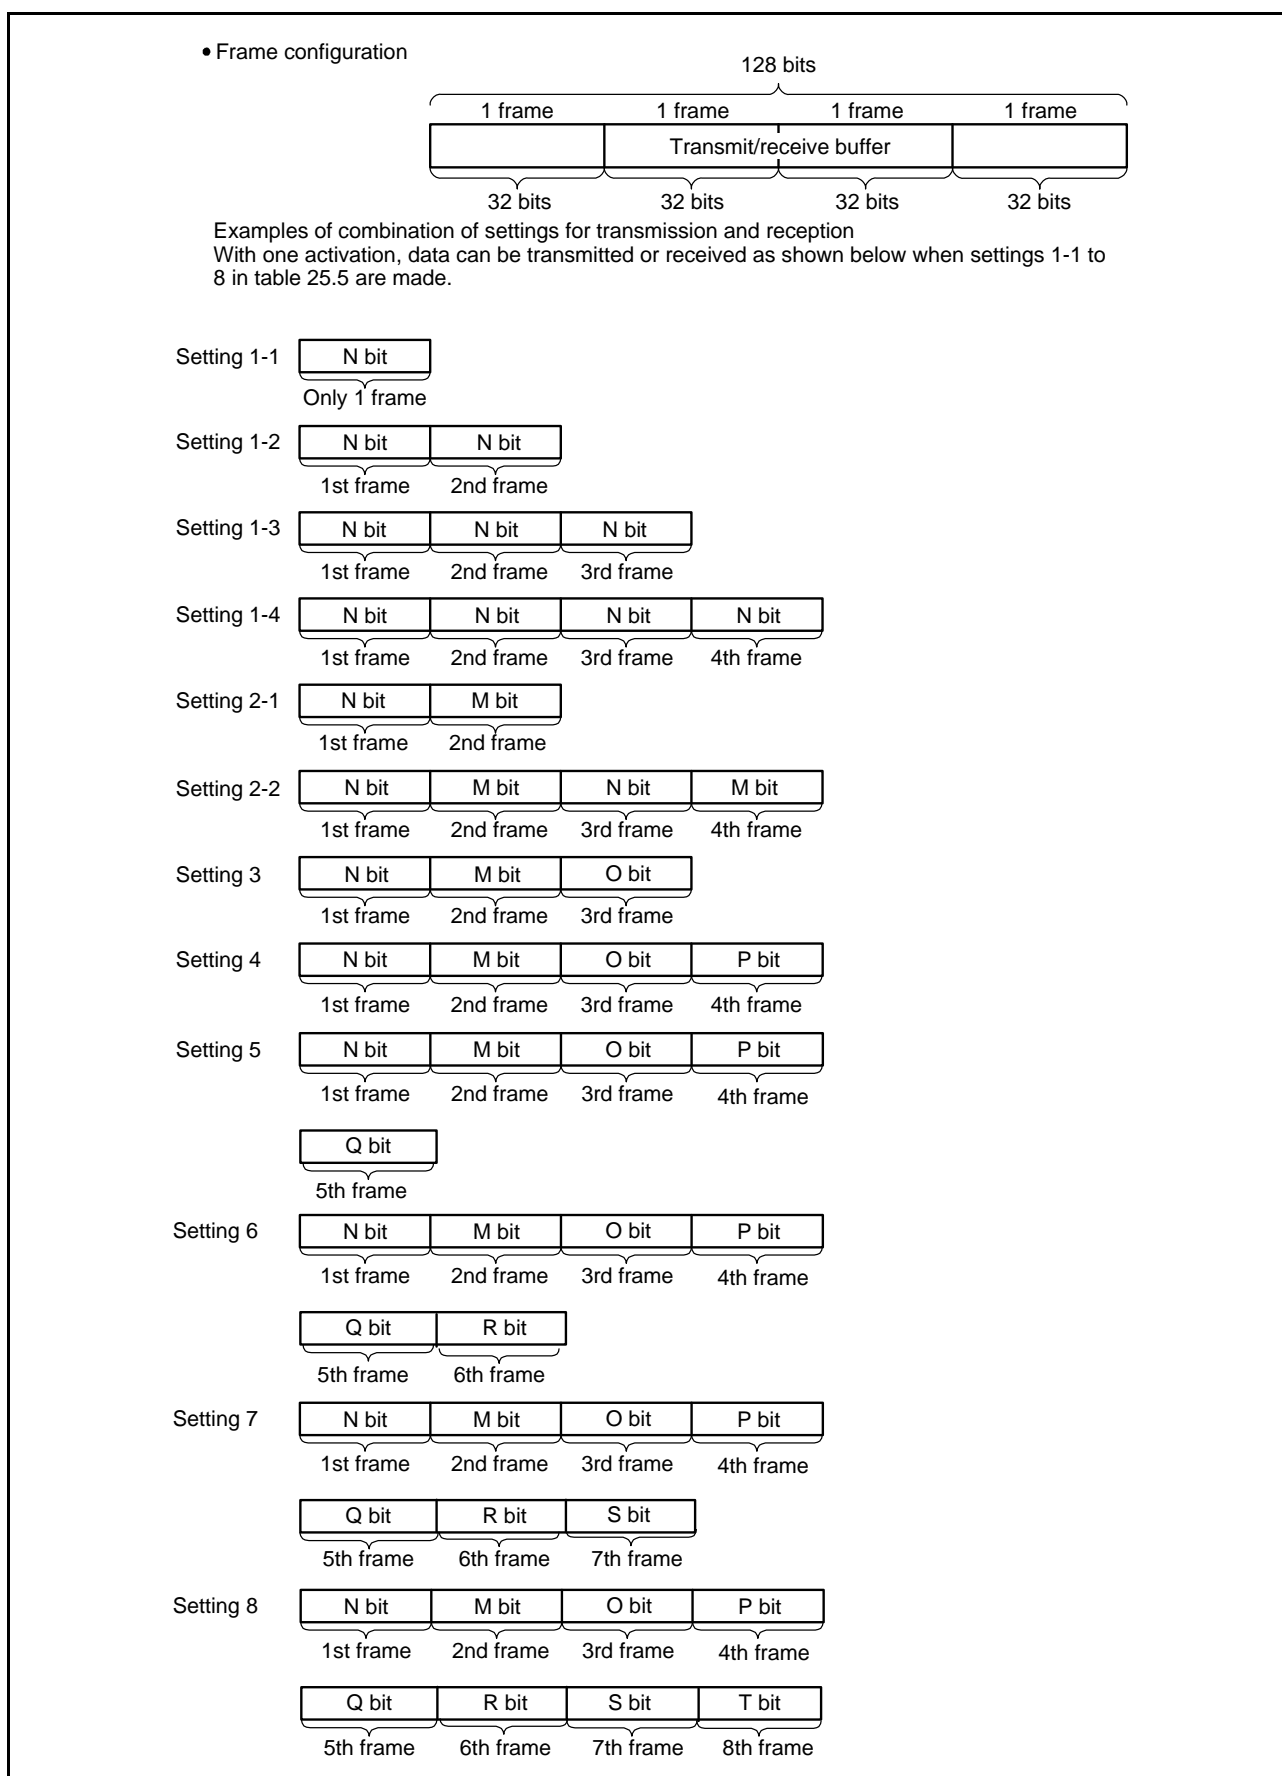 • Frame configuration
128 bits
1 frame 1 frame 1 frame 1 frame
Transmit/receive buffer
32 bits 32 bits 32 bits 32 bits
Examples of combination of settings for transmission and reception
With one activation, data can be transmitted or received as shown below when settings 1-1 to
8 in table 25.5 are made.
Setting 1-1 N bit
Only 1 frame
Setting 1-2 N bit N bit
1st frame 2nd frame
Setting 1-3 N bit N bit N bit
1st frame 2nd frame 3rd frame
Setting 1-4 N bit N bit N bit N bit
1st frame 2nd frame 3rd frame 4th frame
Setting 2-1 N bit M bit
1st frame 2nd frame
Setting 2-2 N bit M bit N bit M bit
1st frame 2nd frame 3rd frame 4th frame
Setting 3 N bit M bit O bit
1st frame 2nd frame 3rd frame
Setting 4 N bit M bit O bit P bit
1st frame 2nd frame 3rd frame 4th frame
Setting 5 N bit M bit O bit P bit
1st frame 2nd frame 3rd frame 4th frame
Q bit
5th frame
Setting 6 N bit M bit O bit P bit
1st frame 2nd frame 3rd frame 4th frame
Q bit R bit
5th frame 6th frame
Setting 7 N bit M bit O bit P bit
1st frame 2nd frame 3rd frame 4th frame
Q bit R bit S bit
5th frame 6th frame 7th frame
Setting 8 N bit M bit O bit P bit
1st frame 2nd frame 3rd frame 4th frame
Q bit R bit S bit T bit
5th frame 6th frame 7th frame 8th frame